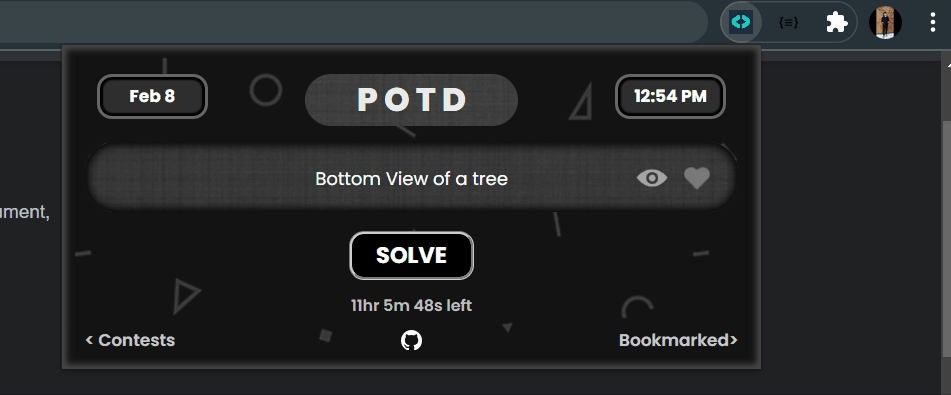 {≡}
Feb 8
POTD
12:54 PM
Bottom View of a tree
ument,
SOLVE
11hr 5m 48s left
< Contests
Bookmarked>